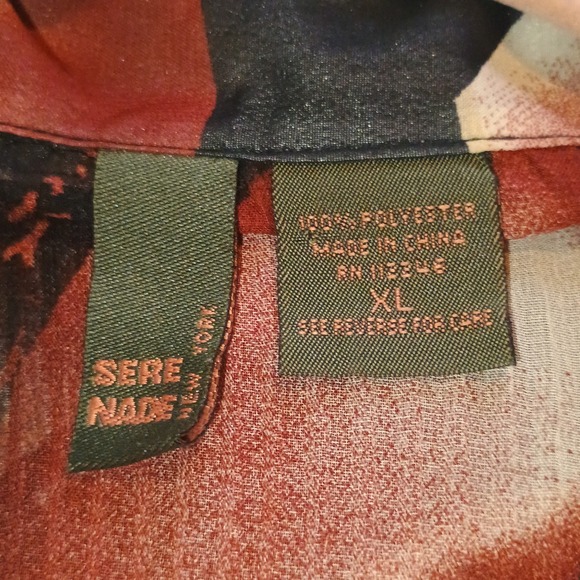 SERE
NADE
NEW YORK
100% POLYESTER
MADE IN CHINA
RN 112346
XL
SEE REVERSE FOR CARE